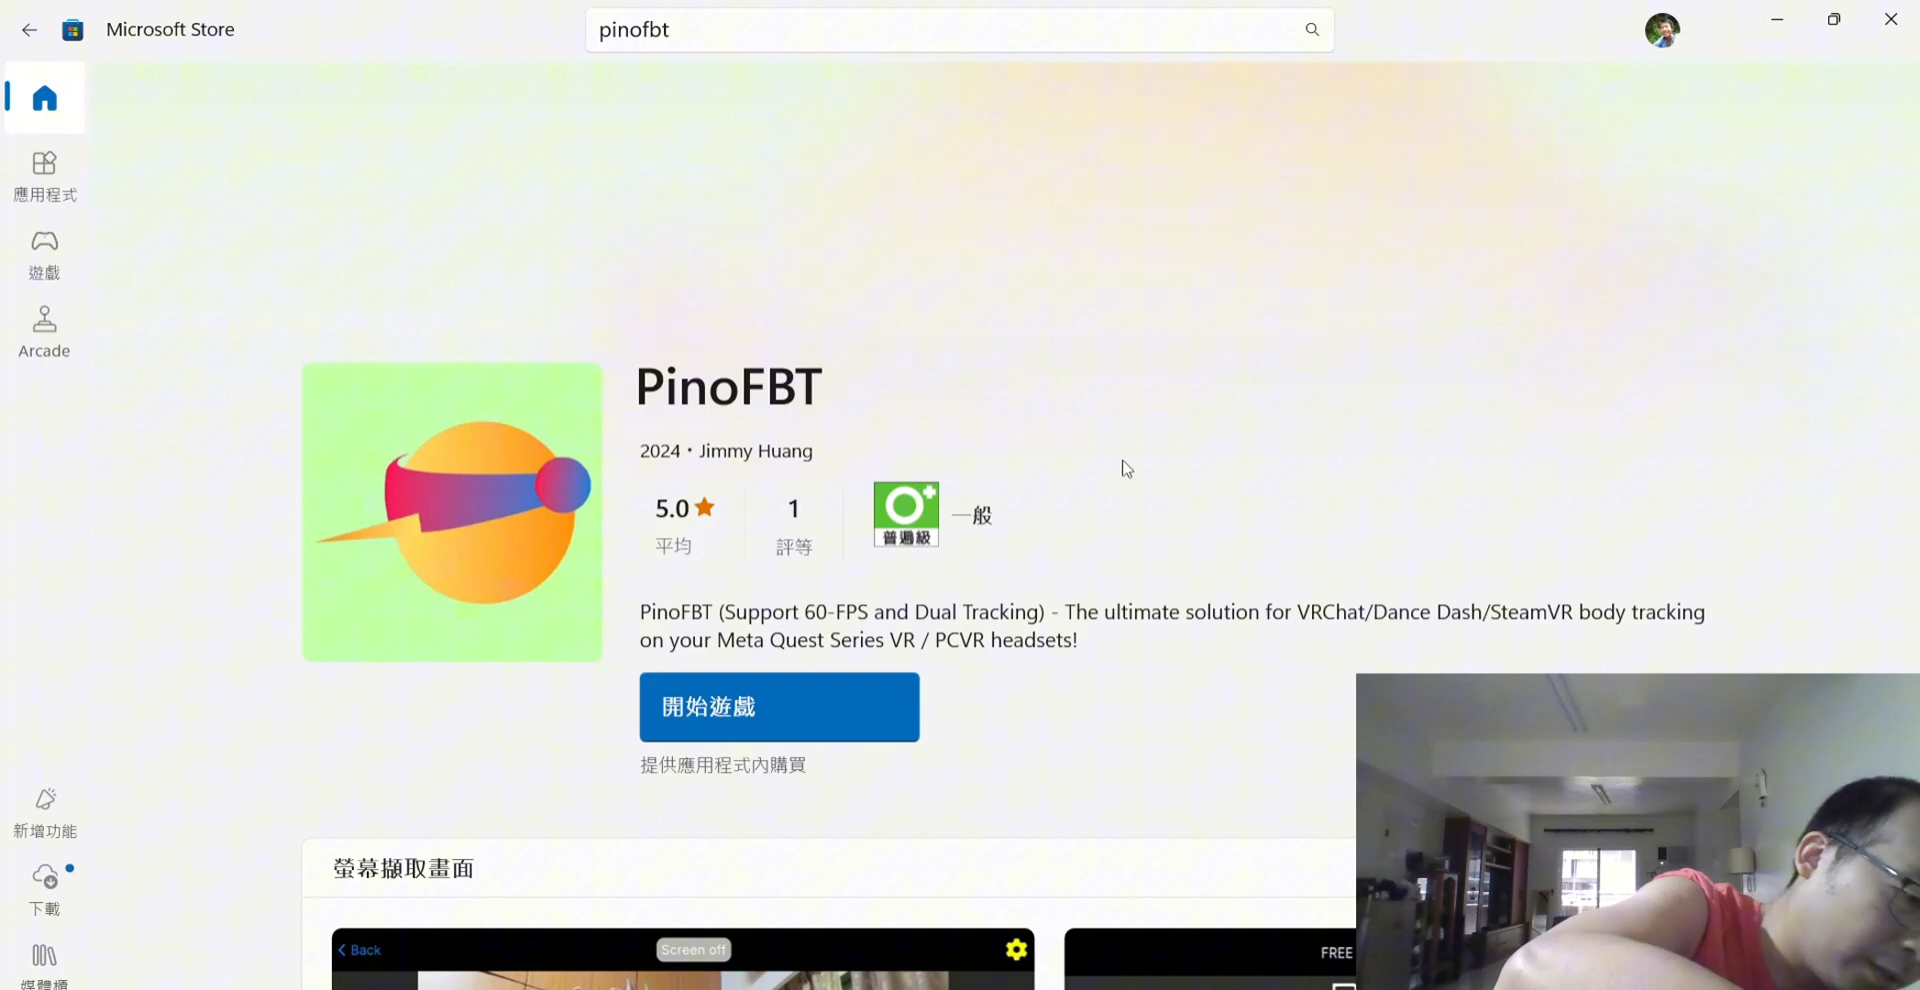 Microsoft Store
pinofbt
應用程式
遊戲
Arcade
PinoFBT
2024 • Jimmy Huang
5.0
平均
1
評等
普遍級
一般
PinoFBT (Support 60-FPS and Dual Tracking) - The ultimate solution for VRChat/Dance Dash/SteamVR body tracking
on your Meta Quest Series VR / PCVR headsets!
開始遊戲
提供應用程式內購買
新增功能
下載
媒體櫃
螢幕擷取畫面
Back
Screen off
FREE